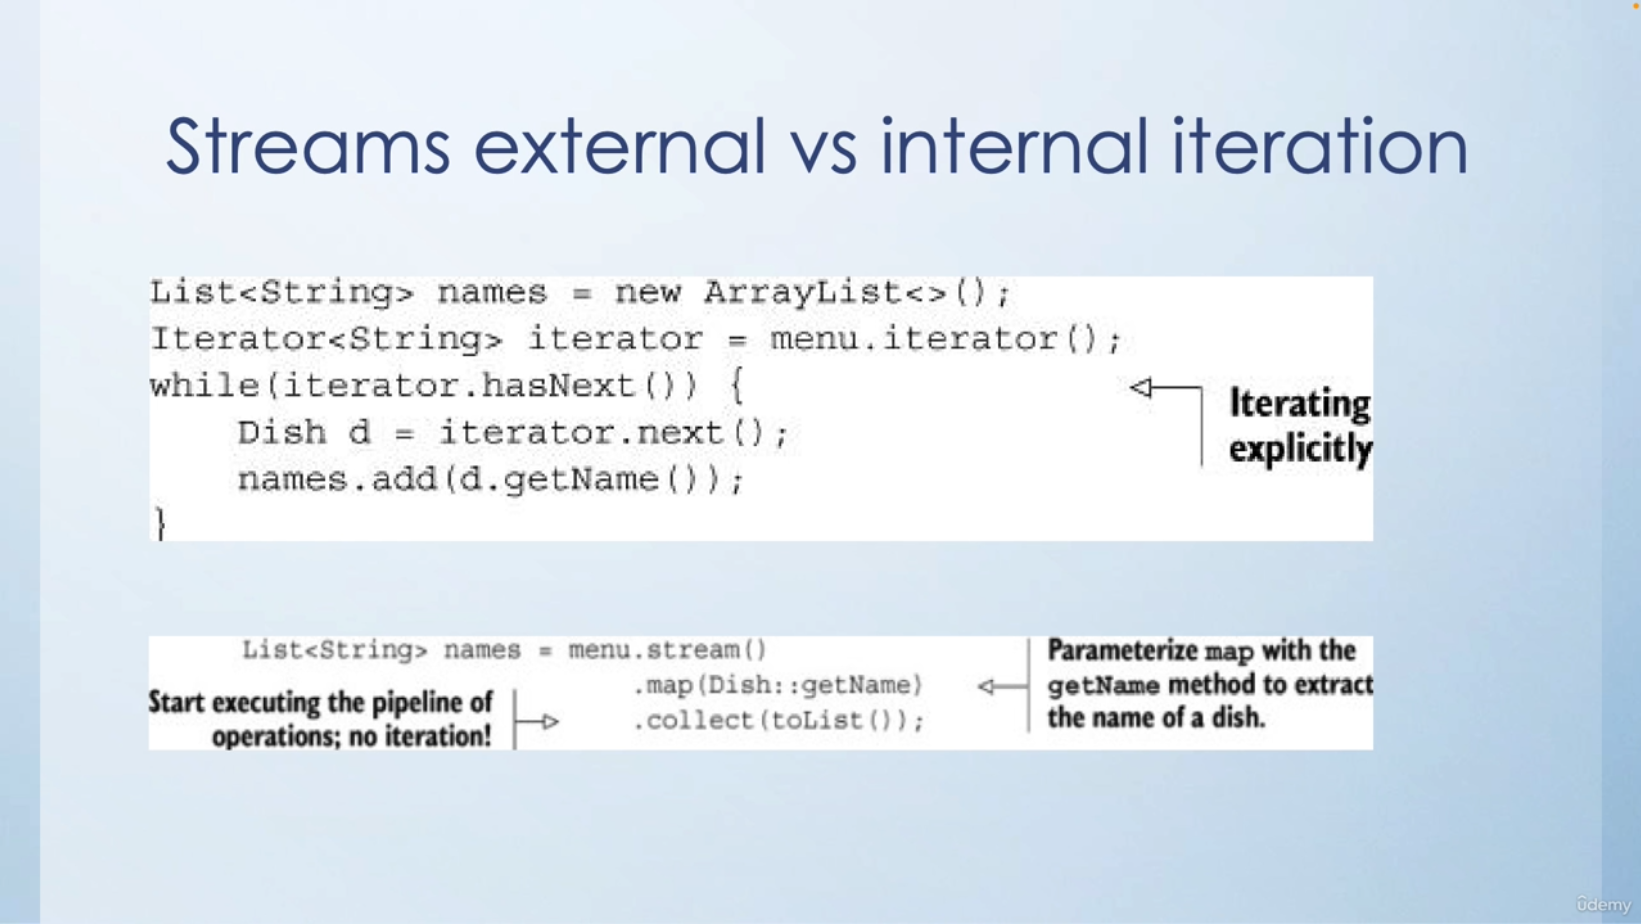 Streams external vs internal iteration
List<String> names = new ArrayList<>();
Iterator<String> iterator = menu.iterator();
while(iterator.hasNext()) {
Dish d = iterator.next();
names.add(d.getName());
}
Iterating
explicitly
List<String> names = menu.stream()
.map(Dish::getName)
.collect(toList());
Start executing the pipeline of
operations; no iteration!
Parameterize map with the
getName method to extract
the name of a dish.
ûdemy